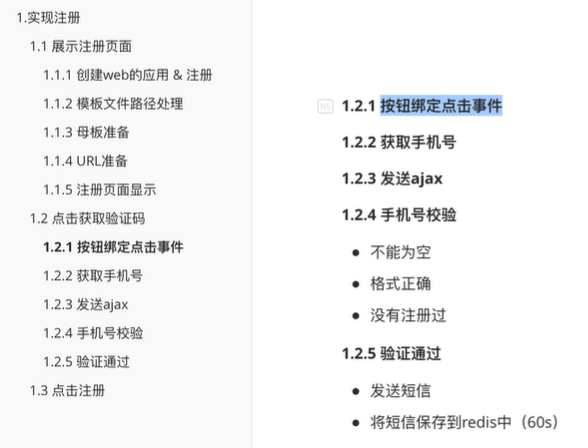 1.实现注册
1.1 展示注册页面
1.1.1 创建web的应用 & 注册
1.1.2 模板文件路径处理
1.1.3 母板准备
1.1.4 URL准备
1.1.5 注册页面显示
1.2 点击获取验证码
1.2.1 按钮绑定点击事件
1.2.2 获取手机号
1.2.3 发送ajax
1.2.4 手机号校验
1.2.5 验证通过
1.3 点击注册
h5
1.2.1 按钮绑定点击事件
1.2.2 获取手机号
1.2.3 发送ajax
1.2.4 手机号校验
● 不能为空
● 格式正确
● 没有注册过
1.2.5 验证通过
● 发送短信
● 将短信保存到redis中（60s）